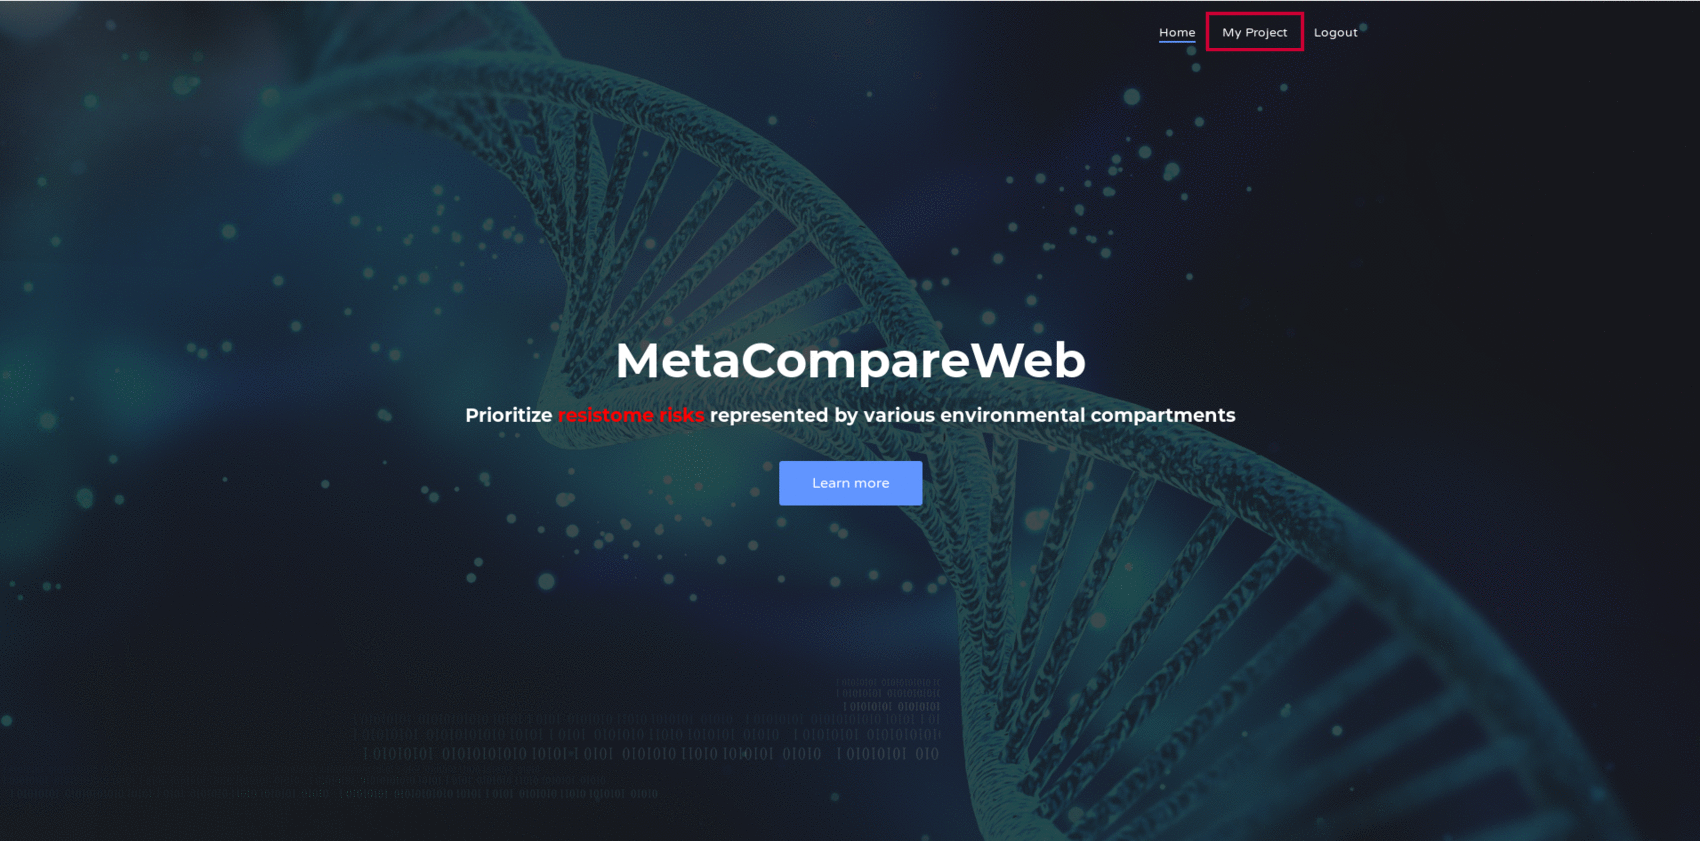 Home My Project Logout
MetaCompareWeb
Prioritize resistome risks represented by various environmental compartments
Learn more